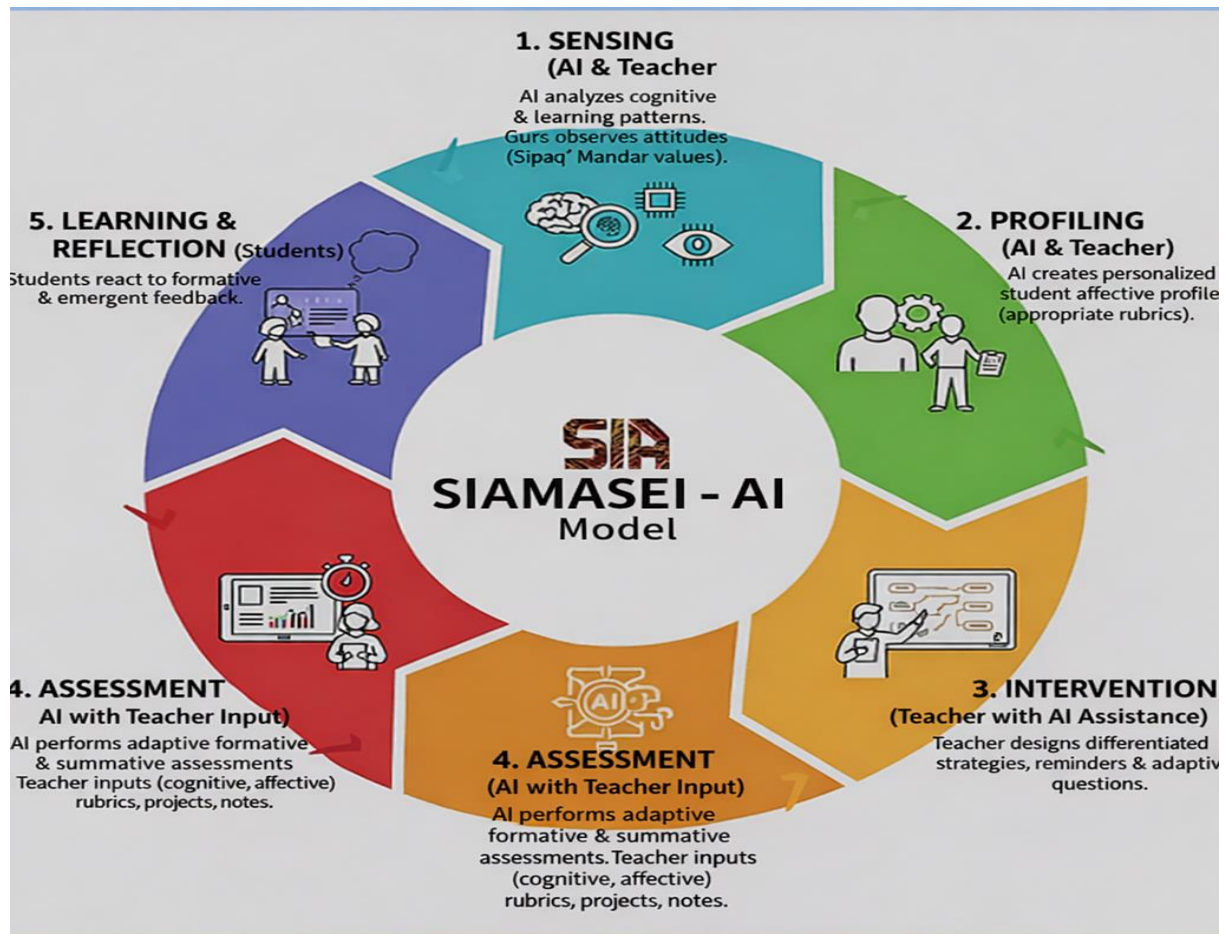 1. SENSING
(AI & Teacher
AI analyzes cognitive
& learning patterns.
Gurs observes attitudes
(Sipaq' Mandar values).
2. PROFILING
(AI & Teacher)
AI creates personalized
student affective profile
(appropriate rubrics).
3. INTERVENTION
(Teacher with AI Assistance)
Teacher designs differentiated
strategies, reminders & adaptiv
questions.
AI
4. ASSESSMENT
(AI with Teacher Input)
AI performs adaptive
formative & summative
assessments. Teacher inputs
(cognitive, affective)
rubrics, projects, notes.
4. ASSESSMENT
AI with Teacher Input)
AI performs adaptive formative
& summative assessments
Teacher inputs (cognitive, affective)
rubrics, projects, notes.
5. LEARNING &
REFLECTION (Students)
Students react to formative
& emergent feedback.
SIA
SIAMASEI - AI
Model